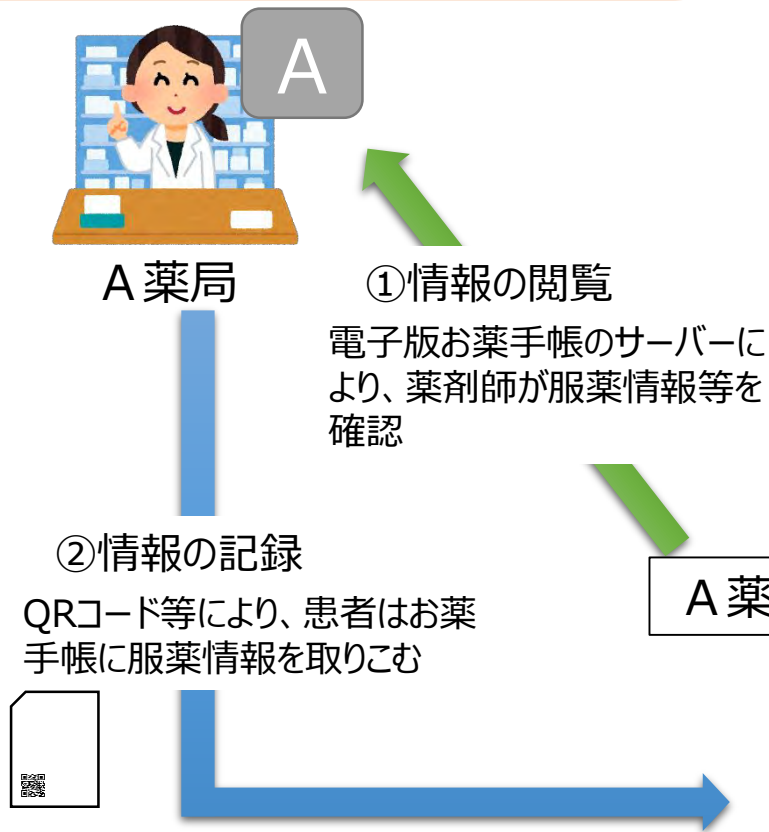 A
A薬局
①情報の閲覧
電子版お薬手帳のサーバーに
より、薬剤師が服薬情報等を
確認
②情報の記録
QRコード等により、患者はお薬
手帳に服薬情報を取りこむ
A薬